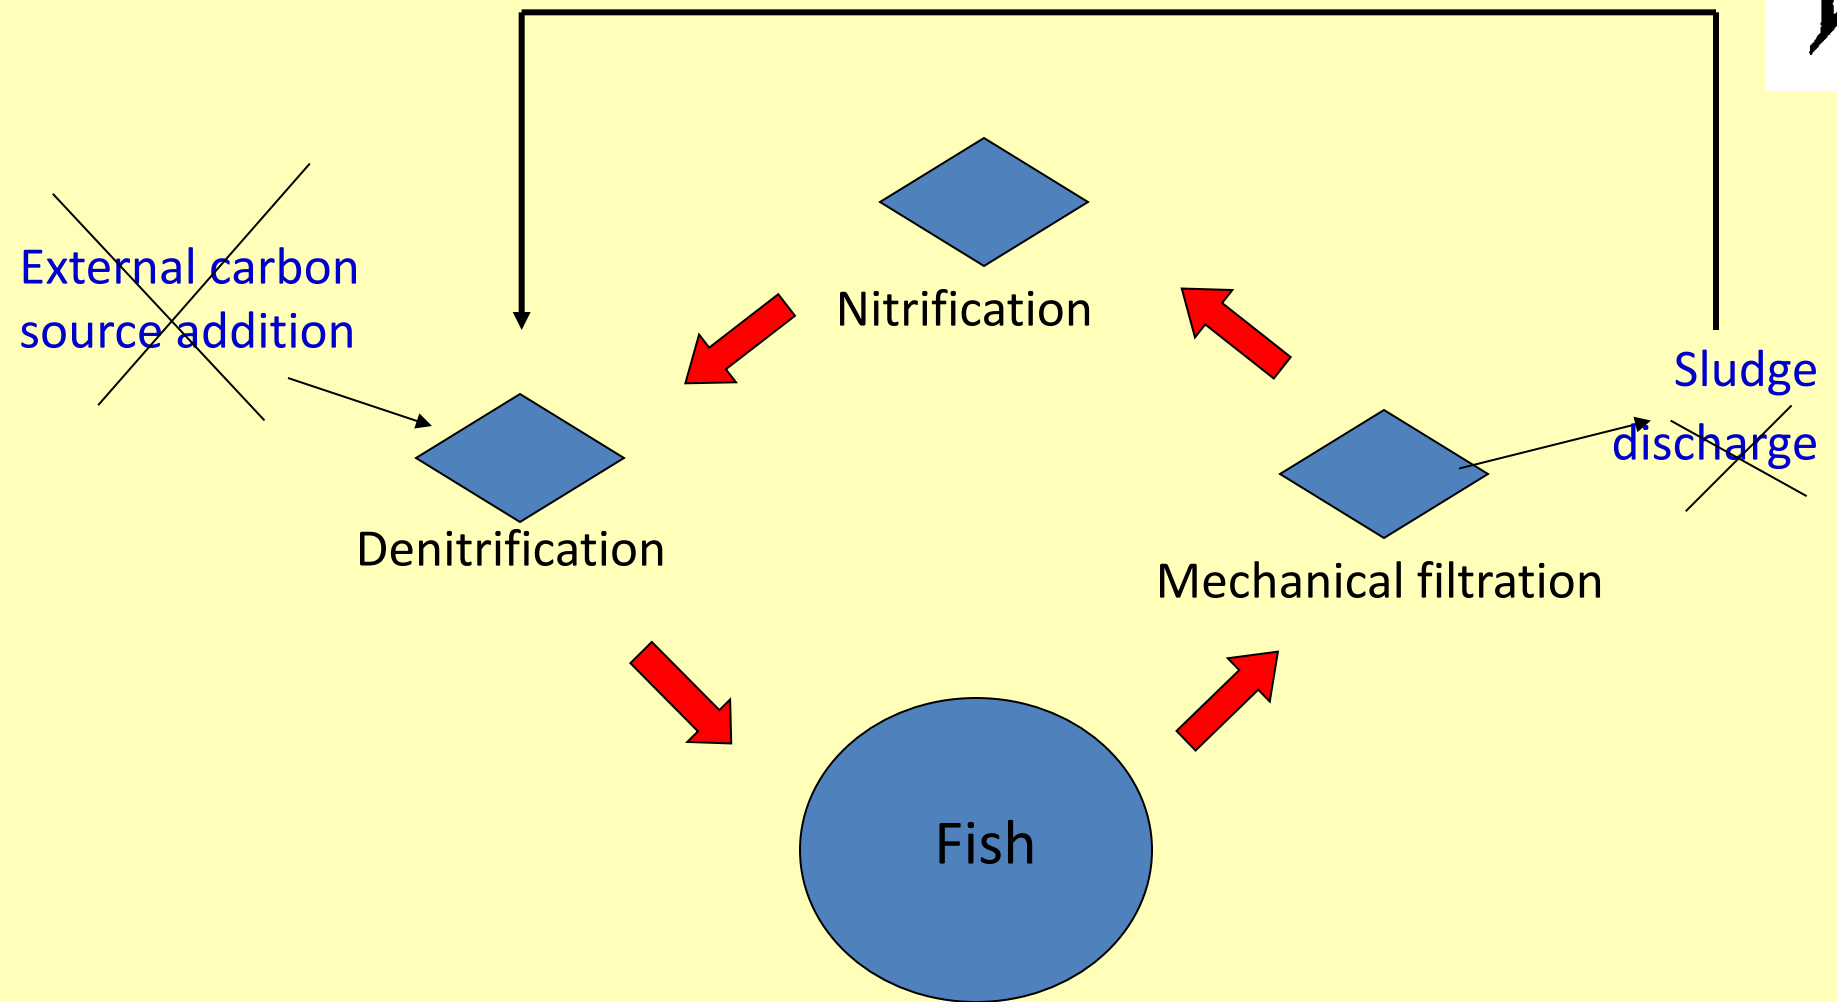 External carbon
source addition
Nitrification
Sludge
discharge
Denitrification
Mechanical filtration
Fish